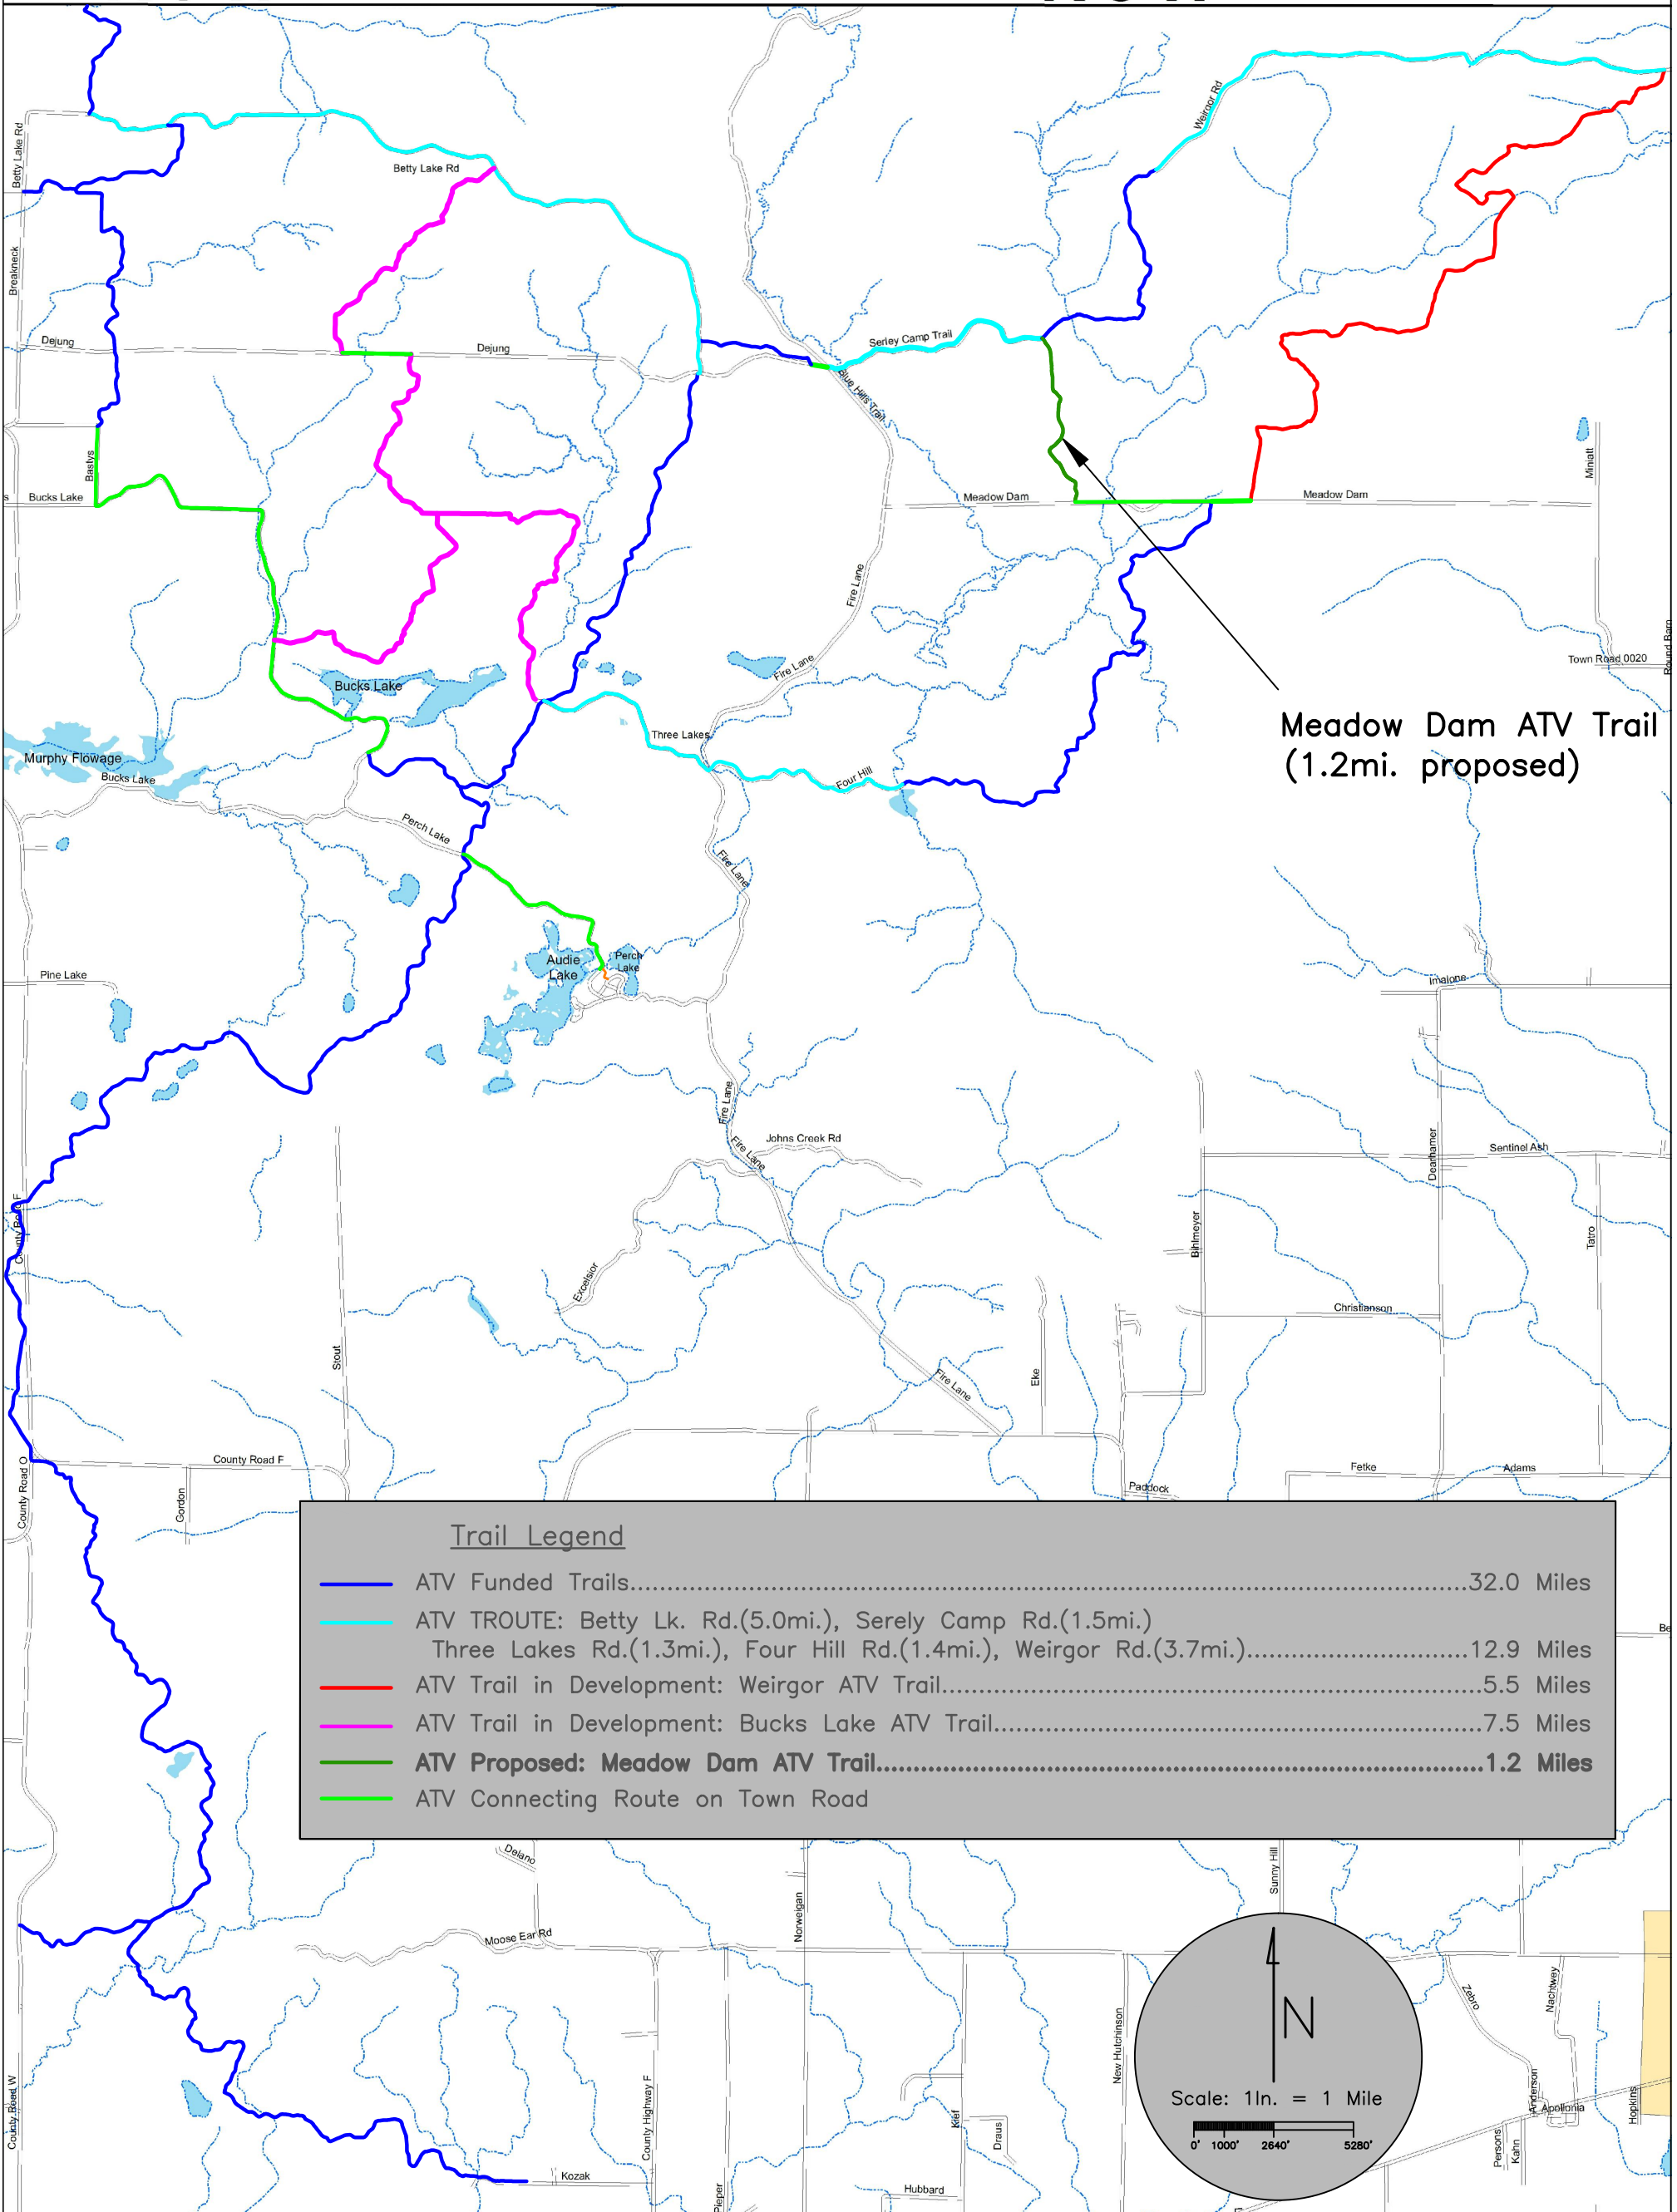 Weirgor Rd
Betty Lake Rd
Betty Lake Rd
Breakneck
Dejung
Dejung
Serley Camp Trail
Blue Hills Trail
Bastys
Bucks Lake
Meadow Dam
Meadow Dam
Miniatt
Fire Lane
Fire Lane
Town Road 0020
Round Barn
Bucks Lake
Three Lakes
Meadow Dam ATV Trail
(1.2mi. proposed)
Murphy Flowage
Bucks Lake
Four Hill
Perch Lake
Fire Lane
Audie
Lake
Perch
Lake
Pine Lake
Imalone
Fire Lane
Fire Lane
Johns Creek Rd
Dearhamer
Sentinel Ash
County Road F
Bihlmeyer
Tatro
Excelsior
Christianson
Stout
Eke
Fire Lane
County Road O
County Road F
Gordon
Fetke
Adams
Paddock
Trail Legend
ATV Funded Trails....32.0 Miles
ATV TROUTE: Betty Lk. Rd.(5.0mi.), Serely Camp Rd.(1.5mi.)
Three Lakes Rd.(1.3mi.), Four Hill Rd.(1.4mi.), Weirgor Rd.(3.7mi.)....12.9 Miles
ATV Trail in Development: Weirgor ATV Trail....5.5 Miles
ATV Trail in Development: Bucks Lake ATV Trail....7.5 Miles
ATV Proposed: Meadow Dam ATV Trail....1.2 Miles
ATV Connecting Route on Town Road
Delano
Sunny Hill
Norweigan
Moose Ear Rd
Zebro
Nachtwey
N
New Hutchinson
Scale: 1In. = 1 Mile
0' 1000' 2640' 5280'
County Road W
County Highway F
Kief
Draus
Anderson
Apollonia
Hopkins
Persons
Kahn
Kozak
Pieper
Hubbard